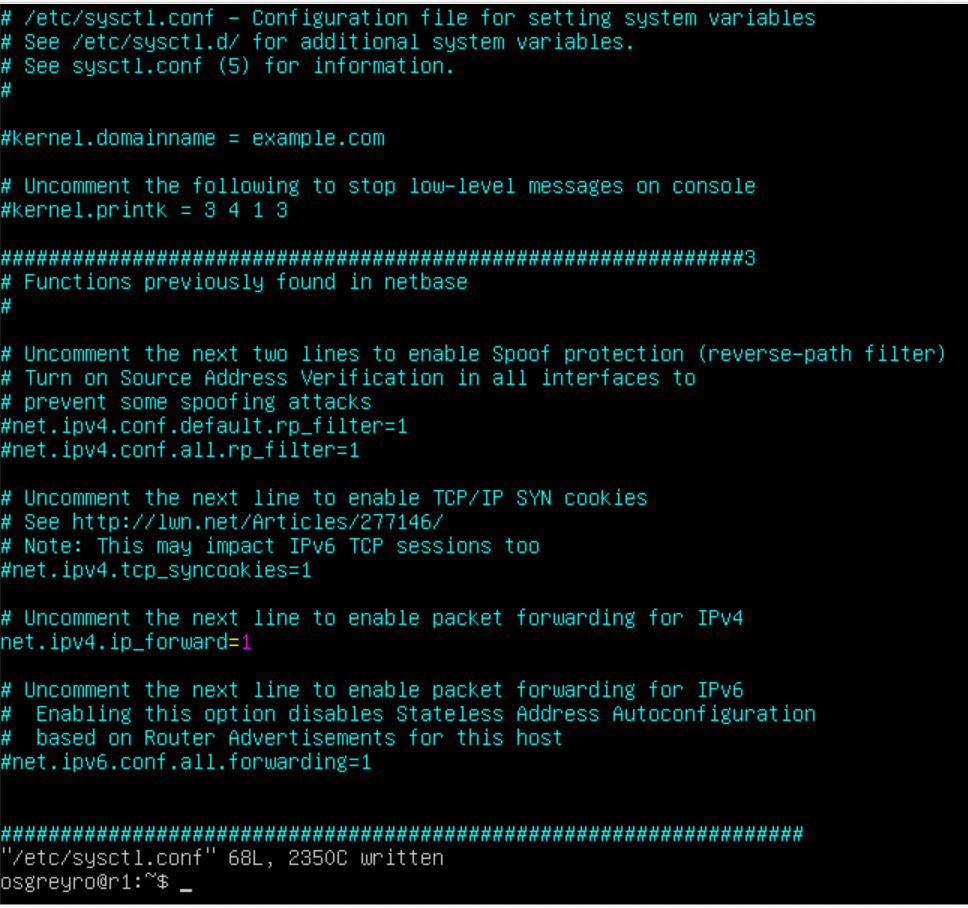 # /etc/sysctl.conf - Configuration file for setting system variables
# See /etc/sysctl.d/ for additional system variables.
# See sysctl.conf (5) for information.
#
#kernel.domainname = example.com
# Uncomment the following to stop low-level messages on console
#kernel.printk = 3 4 1 3
##############################################################3
# Functions previously found in netbase
#
# Uncomment the next two lines to enable Spoof protection (reverse-path filter)
# Turn on Source Address Verification in all interfaces to
# prevent some spoofing attacks
#net.ipv4.conf.default.rp_filter=1
#net.ipv4.conf.all.rp_filter=1
# Uncomment the next line to enable TCP/IP SYN cookies
# See http://lwn.net/Articles/277146/
# Note: This may impact IPv6 TCP sessions too
#net.ipv4.tcp_syncookies=1
# Uncomment the next line to enable packet forwarding for IPv4
net.ipv4.ip_forward=1
# Uncomment the next line to enable packet forwarding for IPv6
#  Enabling this option disables Stateless Address Autoconfiguration
#  based on Router Advertisements for this host
#net.ipv6.conf.all.forwarding=1
###################################################################
"/etc/sysctl.conf" 68L, 2350C written
osgreyro@r1:~$ _